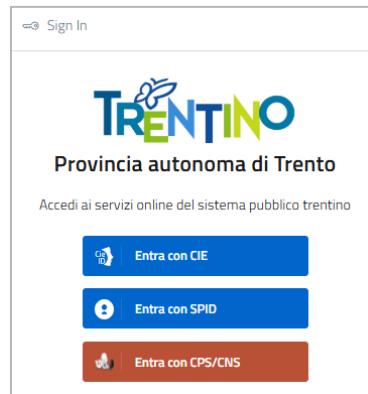 Sign In
TRENTINO
Provincia autonoma di Trento
Accedi ai servizi online del sistema pubblico trentino
Entra con CIE
Entra con SPID
Entra con CPS/CNS